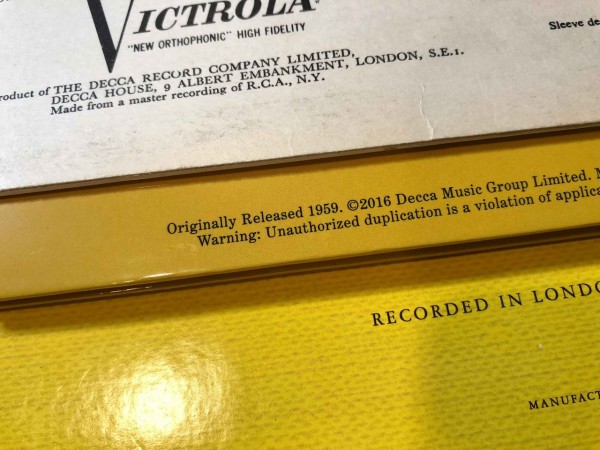 VICTROLA
"NEW ORTHOPHONIC" HIGH FIDELITY
Sleeve de
roduct of THE DECCA RECORD COMPANY LIMITED,
DECCA HOUSE, 9 ALBERT EMBANKMENT, LONDON, S.E.1.
Made from a master recording of R.C.A., N.Y.
Originally Released 1959. ©2016 Decca Music Group Limited. M
Warning: Unauthorized duplication is a violation of applica
RECORDED IN LONDO
MANUFACT